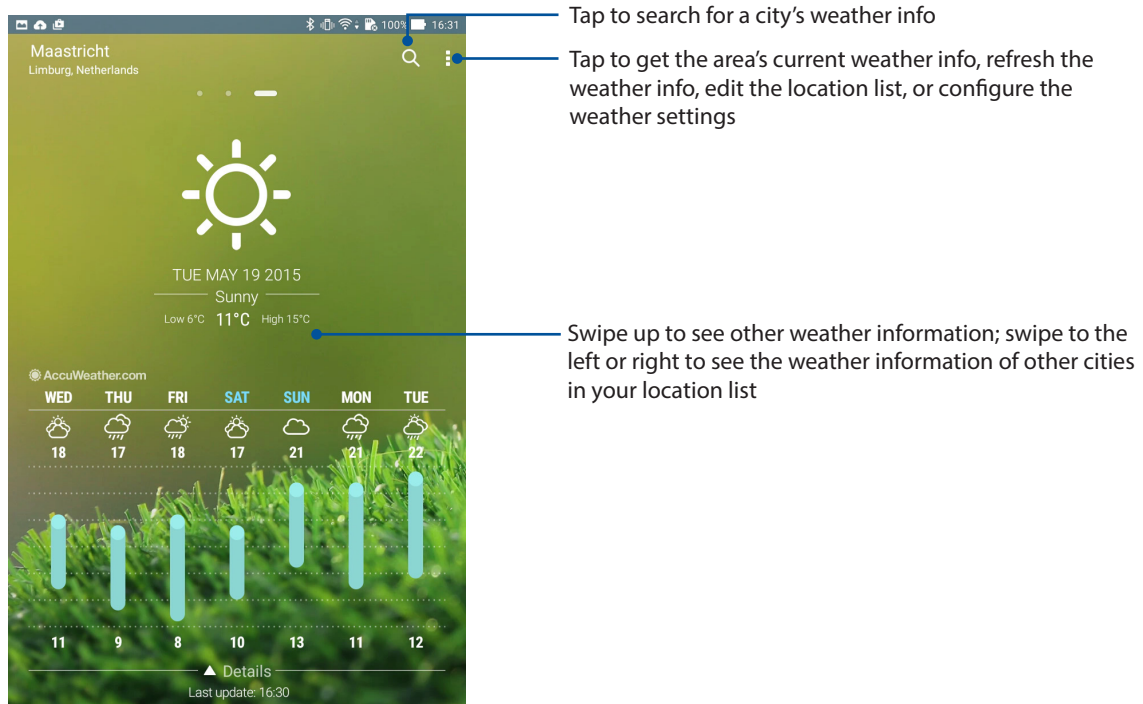 100% 16:31
Maastricht
Limburg, Netherlands
TUE MAY 19 2015
Sunny
Low 6°C 11°C High 15°C
AccuWeather.com
WED THU FRI SAT SUN MON TUE
18 17 18 17 21 21 22
11 9 8 10 13 11 12
Details
Last update: 16:30
Tap to search for a city’s weather info
Tap to get the area’s current weather info, refresh the
weather info, edit the location list, or configure the
weather settings
Swipe up to see other weather information; swipe to the
left or right to see the weather information of other cities
in your location list